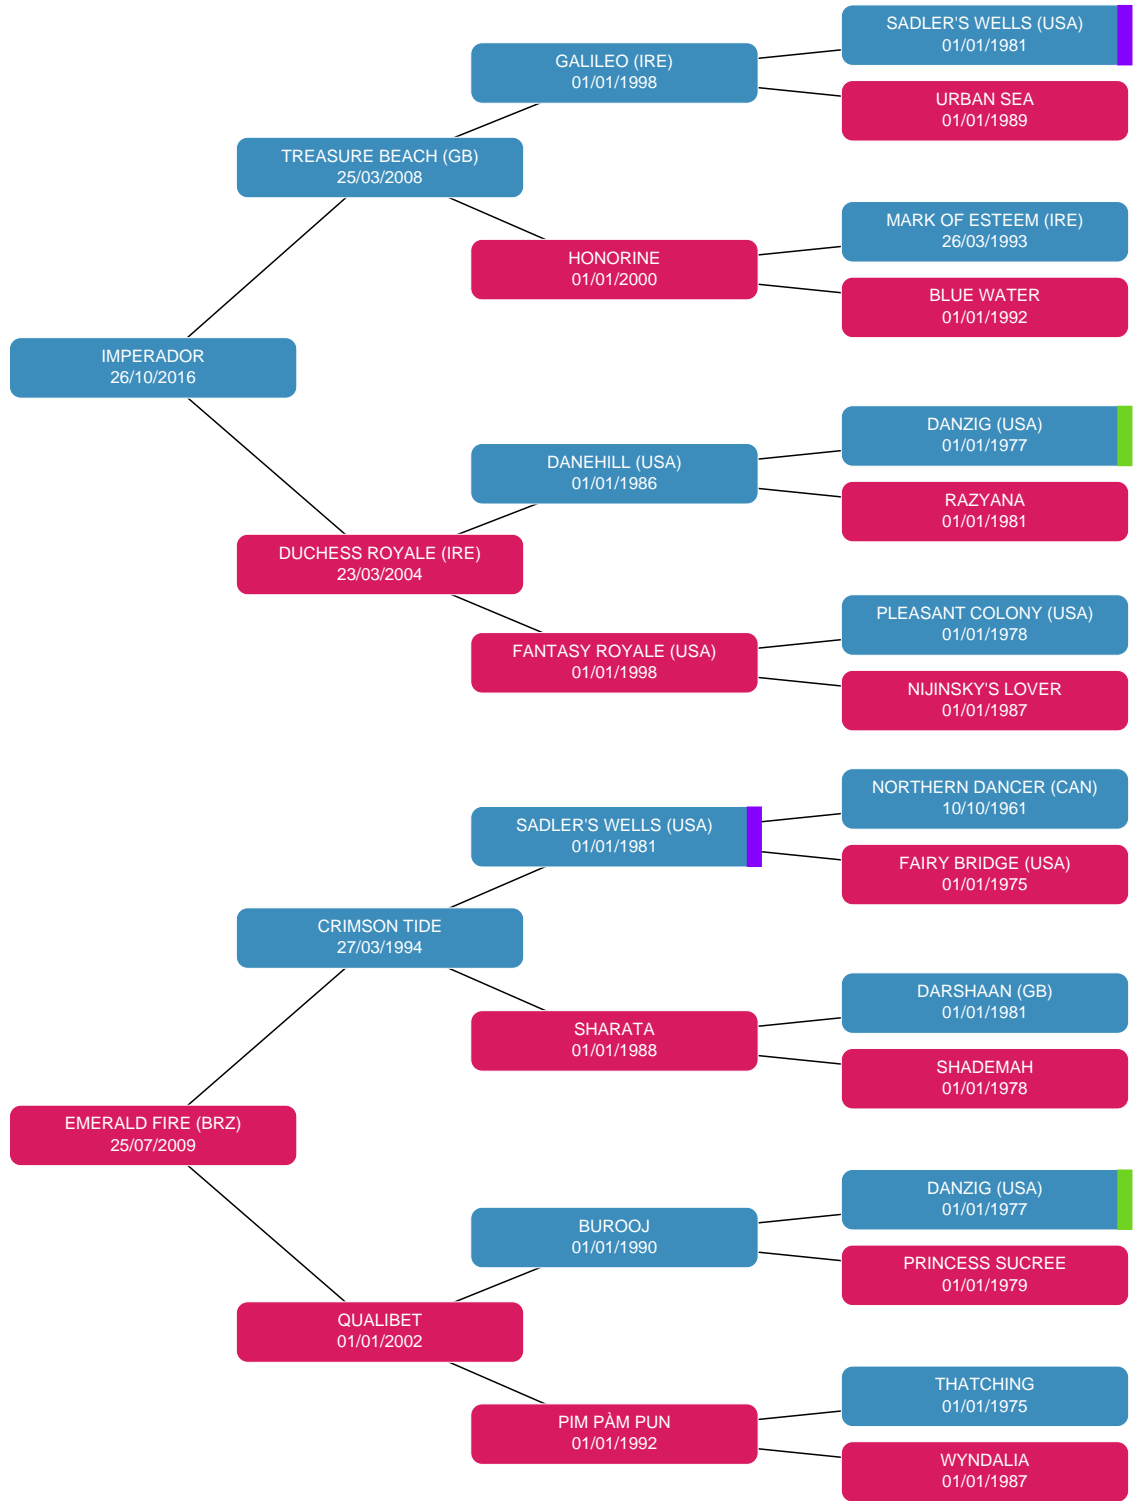 SADLER'S WELLS (USA)
01/01/1981
GALILEO (IRE)
01/01/1998
URBAN SEA
01/01/1989
TREASURE BEACH (GB)
25/03/2008
MARK OF ESTEEM (IRE)
26/03/1993
HONORINE
01/01/2000
BLUE WATER
01/01/1992
IMPERADOR
26/10/2016
DANZIG (USA)
01/01/1977
DANEHILL (USA)
01/01/1986
RAZYANA
01/01/1981
DUCHESS ROYALE (IRE)
23/03/2004
PLEASANT COLONY (USA)
01/01/1978
FANTASY ROYALE (USA)
01/01/1998
NIJINSKY'S LOVER
01/01/1987
NORTHERN DANCER (CAN)
10/10/1961
SADLER'S WELLS (USA)
01/01/1981
FAIRY BRIDGE (USA)
01/01/1975
CRIMSON TIDE
27/03/1994
DARSHAAN (GB)
01/01/1981
SHARATA
01/01/1988
SHADEMAH
01/01/1978
EMERALD FIRE (BRZ)
25/07/2009
DANZIG (USA)
01/01/1977
BUROOJ
01/01/1990
PRINCESS SUCREE
01/01/1979
QUALIBET
01/01/2002
THATCHING
01/01/1975
PIM PÀM PUN
01/01/1992
WYNDALIA
01/01/1987